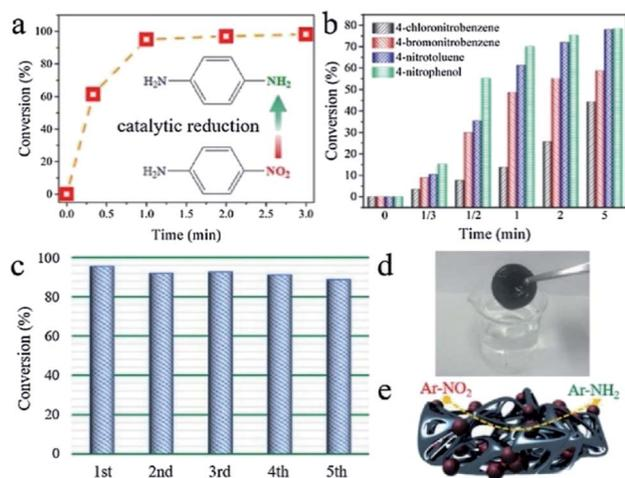 a
Conversion (%)
100
80
60
40
20
0
H₂N
NH₂
catalytic reduction
H₂N
NO₂
0.0 0.5 1.0 1.5 2.0 2.5 3.0
Time (min)
b
Conversion (%)
80
70
60
50
40
30
20
10
0
4-chloronitrobenzene
4-bromonitrobenzene
4-nitrotoluene
4-nitrophenol
0 1/3 1/2 1 2 5
Time (min)
c
Conversion (%)
100
80
60
40
20
0
1st 2nd 3rd 4th 5th
d
e
Ar-NO₂ Ar-NH₂